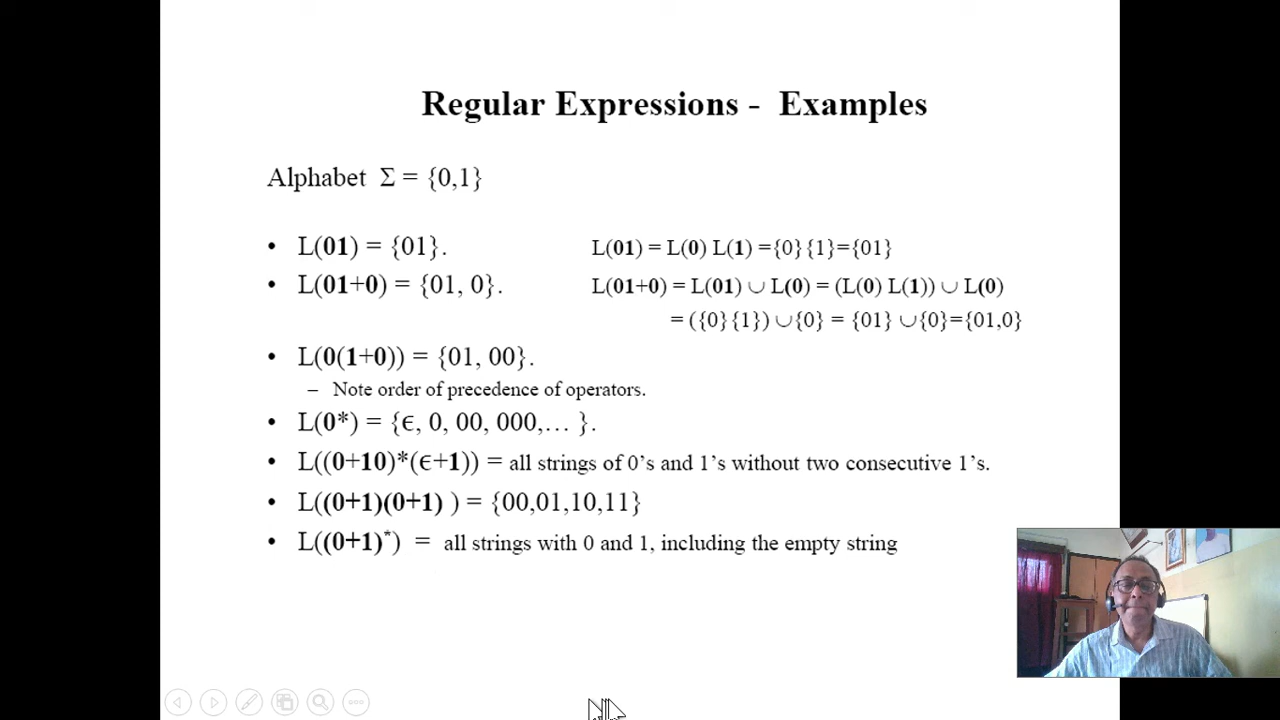 Regular Expressions - Examples
Alphabet Σ = {0,1}
• L(01) = {01}. L(01) = L(0) L(1) ={0}{1}={01}
• L(01+0) = {01, 0}. L(01+0) = L(01) ∪ L(0) = (L(0) L(1)) ∪ L(0)
= ({0}{1}) ∪{0} = {01} ∪{0}={01,0}
• L(0(1+0)) = {01, 00}.
– Note order of precedence of operators.
• L(0*) = {ϵ, 0, 00, 000,… }.
• L((0+10)*(ϵ+1)) = all strings of 0’s and 1’s without two consecutive 1’s.
• L((0+1)(0+1) ) = {00,01,10,11}
• L((0+1)*) = all strings with 0 and 1, including the empty string